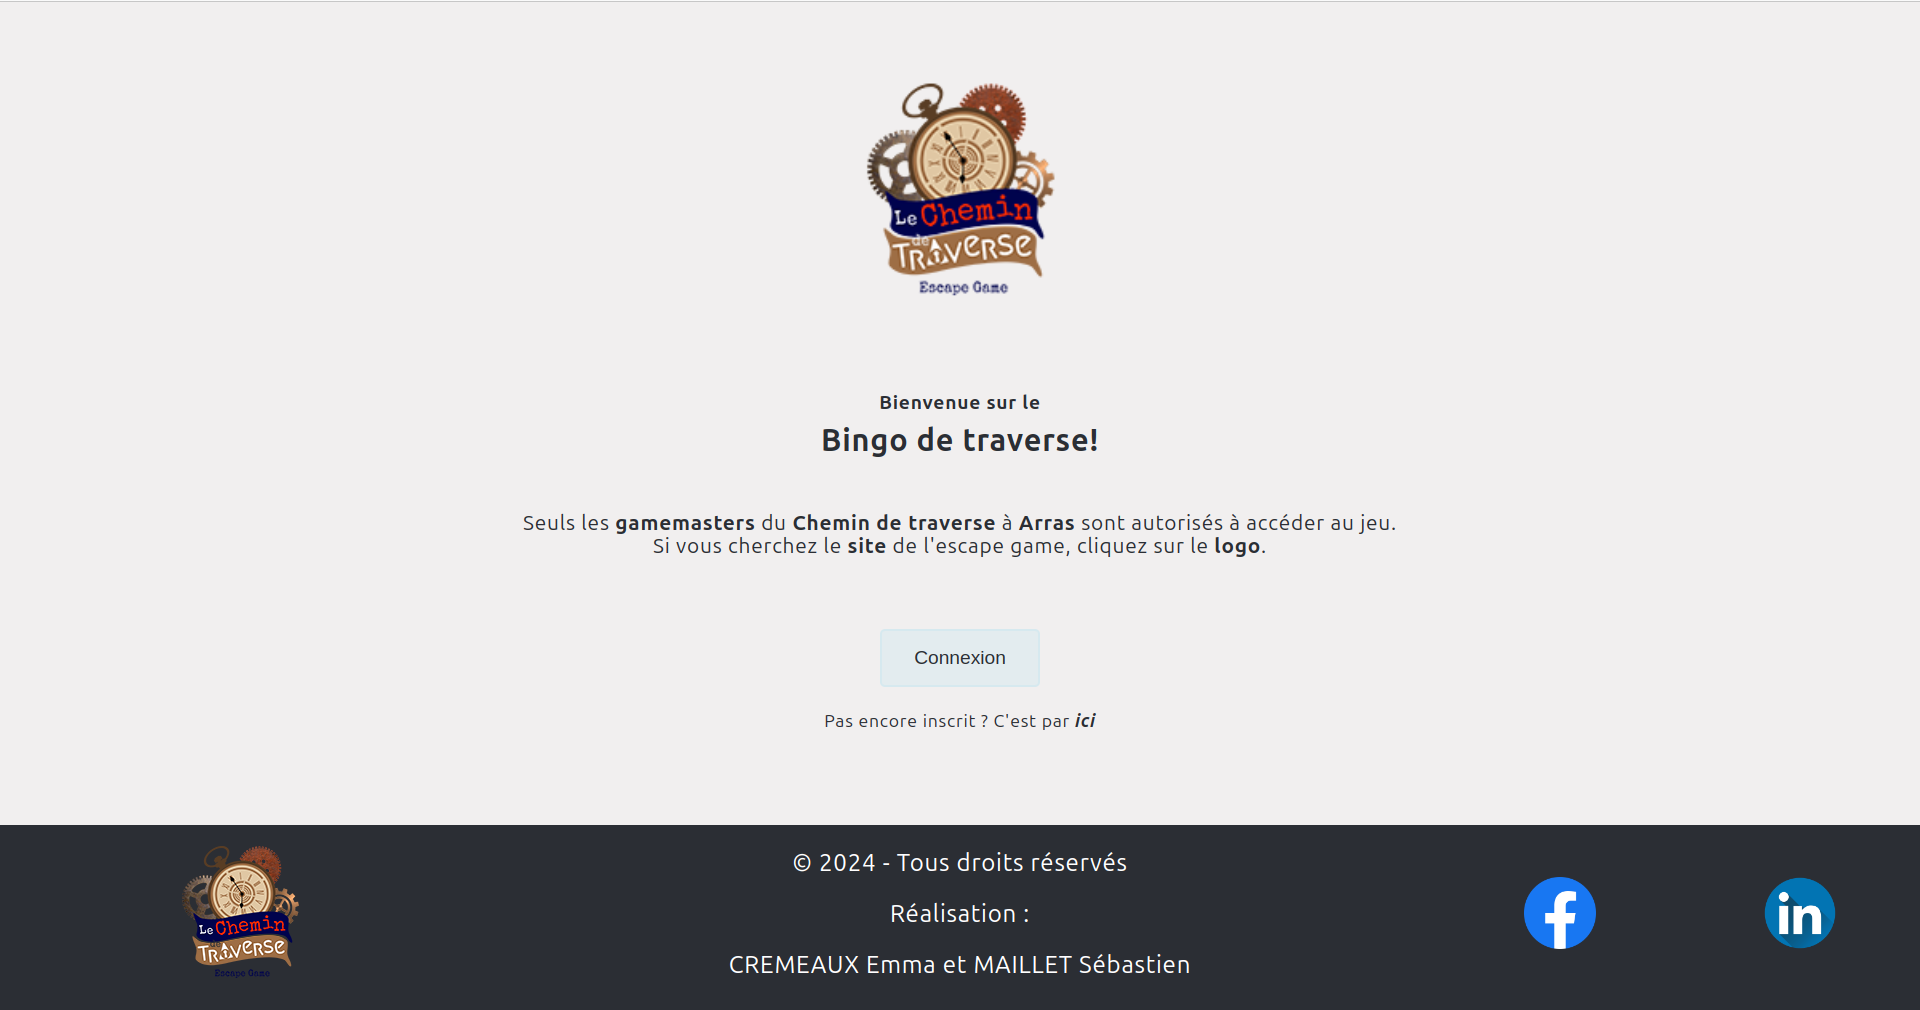 Le Chemin
de
TRAVERSE
Escape Game
Bienvenue sur le
Bingo de traverse!
Seuls les gamemasters du Chemin de traverse à Arras sont autorisés à accéder au jeu.
Si vous cherchez le site de l'escape game, cliquez sur le logo.
Connexion
Pas encore inscrit ? C'est par ici
Le Chemin
de
TRAVERSE
Escape Game
© 2024 - Tous droits réservés
Réalisation :
CREMEAUX Emma et MAILLET Sébastien
in